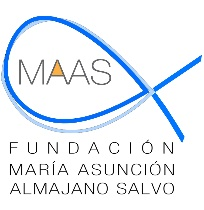 MAAS
FUNDACIÓN
MARÍA ASUNCIÓN
ALMAJANO SALVO